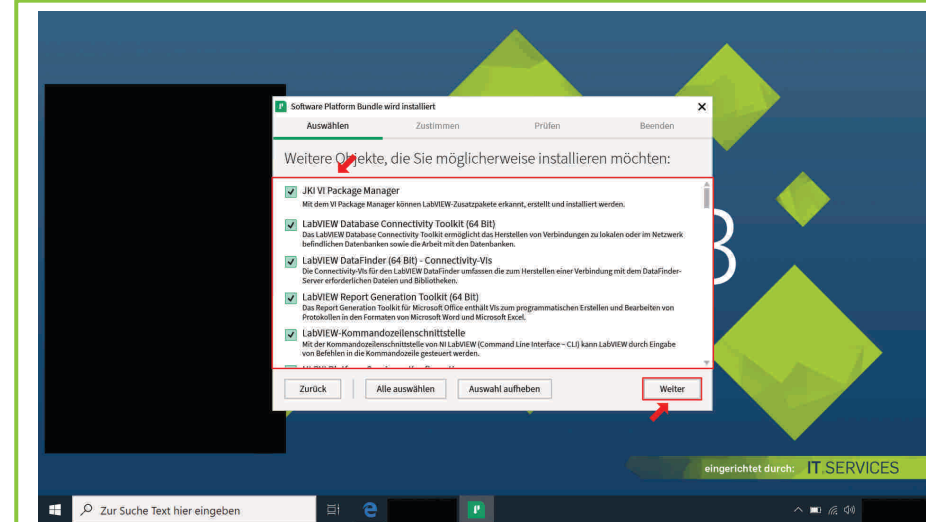 Software Platform Bundle wird installiert
Auswählen Zustimmen Prüfen Beenden
Weitere Objekte, die Sie möglicherweise installieren möchten:
JKI VI Package Manager
Mit dem VI Package Manager können LabVIEW-Zusatzpakete erkannt, erstellt und installiert werden.
LabVIEW Database Connectivity Toolkit (64 Bit)
Das LabVIEW Database Connectivity Toolkit ermöglicht das Herstellen von Verbindungen zu lokalen oder im Netzwerk
befindlichen Datenbanken sowie die Arbeit mit den Datenbanken.
LabVIEW DataFinder (64 Bit) - Connectivity-VIs
Die Connectivity-VIs für den LabVIEW DataFinder umfassen die zum Herstellen einer Verbindung mit dem DataFinder-
Server erforderlichen Dateien und Bibliotheken.
LabVIEW Report Generation Toolkit (64 Bit)
Das Report Generation Toolkit für Microsoft Office enthält VIs zum programmatischen Erstellen und Bearbeiten von
Protokollen in den Formaten von Microsoft Word und Microsoft Excel.
LabVIEW-Kommandozeilenschnittstelle
Mit der Kommandozeilenschnittstelle von NI LabVIEW (Command Line Interface – CLI) kann LabVIEW durch Eingabe
von Befehlen in die Kommandozeile gesteuert werden.
Zurück Alle auswählen Auswahl aufheben Weiter
eingerichtet durch: IT.SERVICES
Zur Suche Text hier eingeben